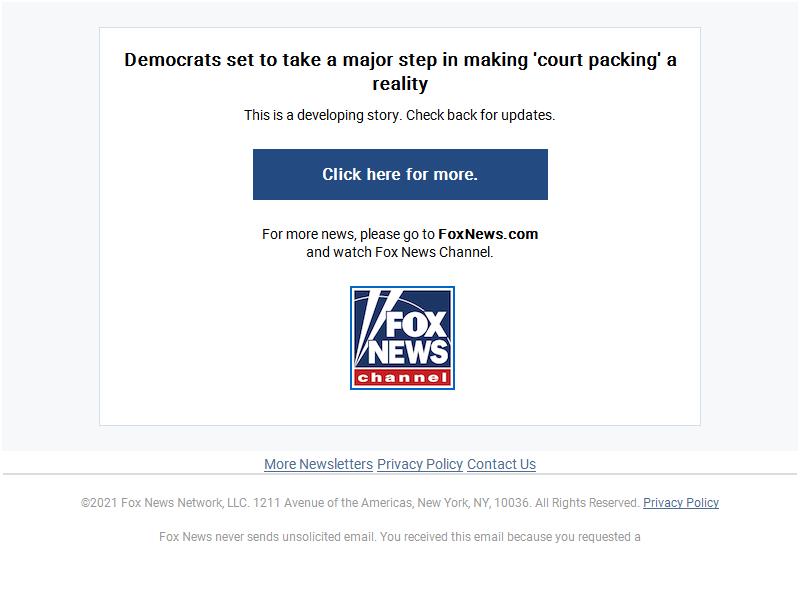 Democrats set to take a major step in making 'court packing' a
reality
This is a developing story. Check back for updates.
Click here for more.
For more news, please go to FoxNews.com
and watch Fox News Channel.
FOX
NEWS
channel
More Newsletters Privacy Policy Contact Us
©2021 Fox News Network, LLC. 1211 Avenue of the Americas, New York, NY, 10036. All Rights Reserved. Privacy Policy
Fox News never sends unsolicited email. You received this email because you requested a